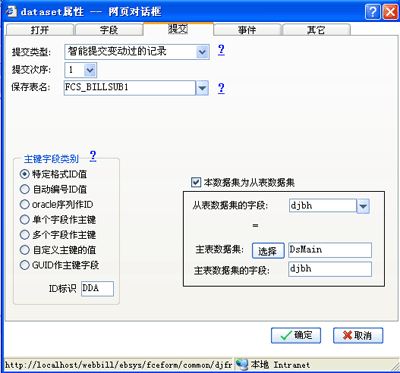 dataset属性 -- 网页对话框
打开 字段 提交 事件 其它
提交类型: 智能提交变动过的记录 ?
提交次序: 1
保存表名: FCS_BILLSUB1 ?
主键字段类别 ?
特定格式ID值
自动编号ID值
oracle序列作ID
单个字段作主键
多个字段作主键
自定义主键的值
GUID作主键字段
ID标识 DDA
本数据集为从表数据集
从表数据集的字段: djbh
=
主表数据集: 选择 DsMain
主表数据集的字段: djbh
确定 取消
http://localhost/webbill/ebsys/fceform/common/djfr 本地 Intranet